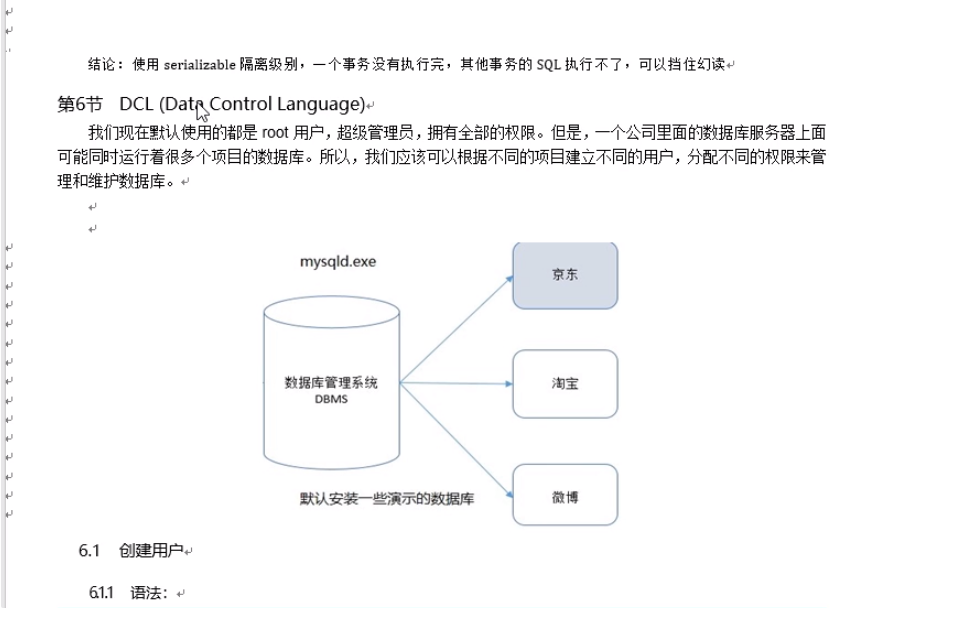 结论：使用 serializable 隔离级别，一个事务没有执行完，其他事务的 SQL 执行不了，可以挡住幻读
第6节 DCL (Data Control Language)
我们现在默认使用的都是 root 用户，超级管理员，拥有全部的权限。但是，一个公司里面的数据库服务器上面
可能同时运行着很多个项目的数据库。所以，我们应该可以根据不同的项目建立不同的用户，分配不同的权限来管
理和维护数据库。
mysqld.exe
京东
数据库管理系统
DBMS
淘宝
微博
默认安装一些演示的数据库
6.1 创建用户
6.1.1 语法：